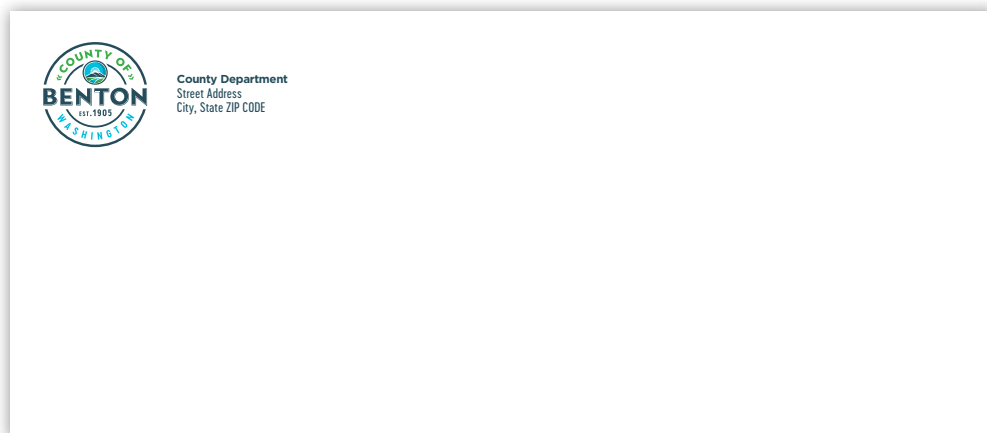 «COUNTY OF»
BENTON
EST.1905
WASHINGTON
County Department
Street Address
City, State ZIP CODE